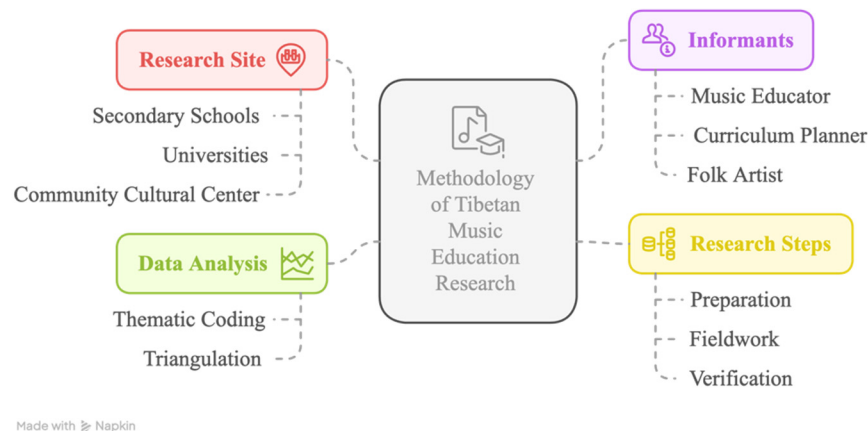 Research Site
Secondary Schools
Universities
Community Cultural Center
Data Analysis
Thematic Coding
Triangulation
Methodology
of Tibetan
Music
Education
Research
Informants
Music Educator
Curriculum Planner
Folk Artist
Research Steps
Preparation
Fieldwork
Verification
Made with Napkin